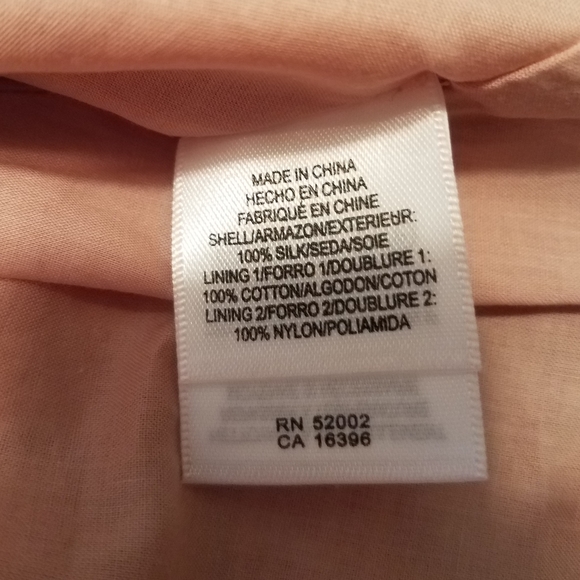 MADE IN CHINA
HECHO EN CHINA
FABRIQUÉ EN CHINE
SHELL/ARMAZON/EXTERIEUR:
100% SILK/SEDA/SOIE
LINING 1/FORRO 1/DOUBLURE 1:
100% COTTON/ALGODON/COTON
LINING 2/FORRO 2/DOUBLURE 2:
100% NYLON/POLIAMIDA
RN 52002
CA 16396